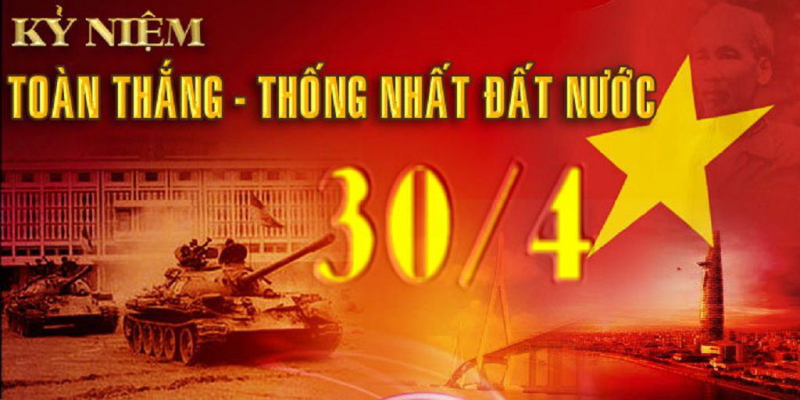 KỶ NIỆM
TOÀN THẮNG - THỐNG NHẤT ĐẤT NƯỚC
30/4